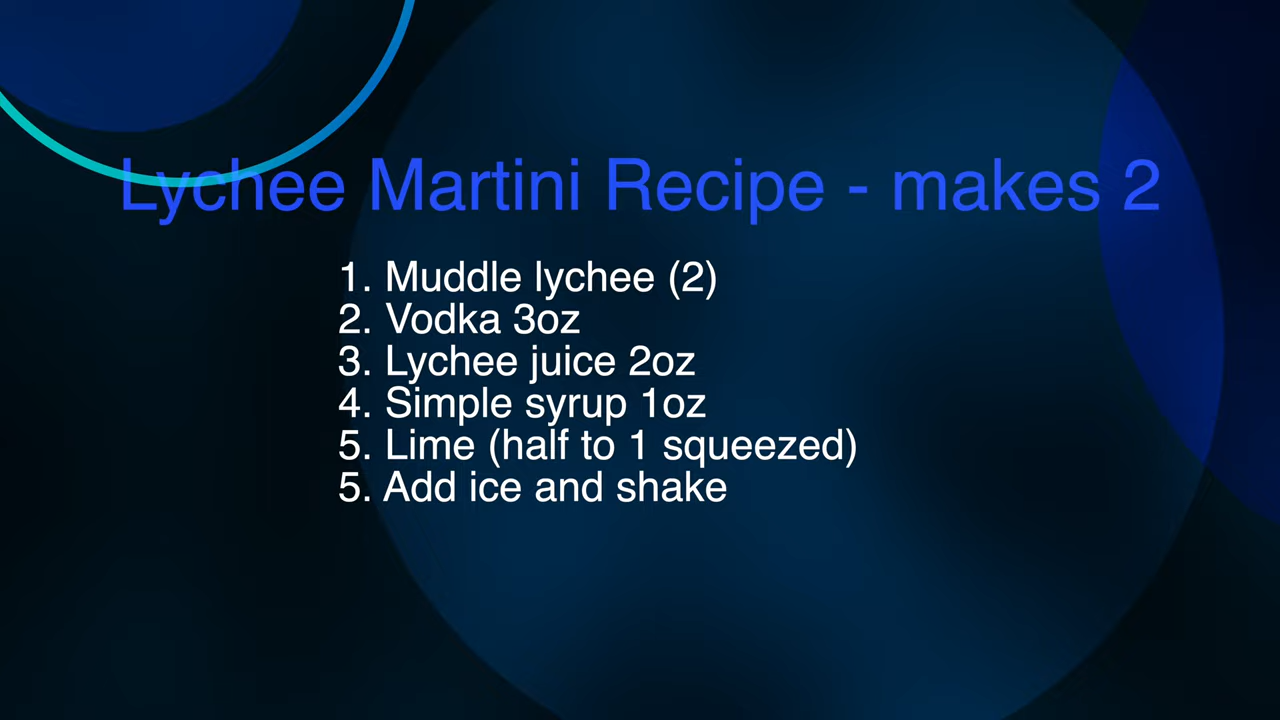 Lychee Martini Recipe - makes 2
1. Muddle lychee (2)
2. Vodka 3oz
3. Lychee juice 2oz
4. Simple syrup 1oz
5. Lime (half to 1 squeezed)
5. Add ice and shake